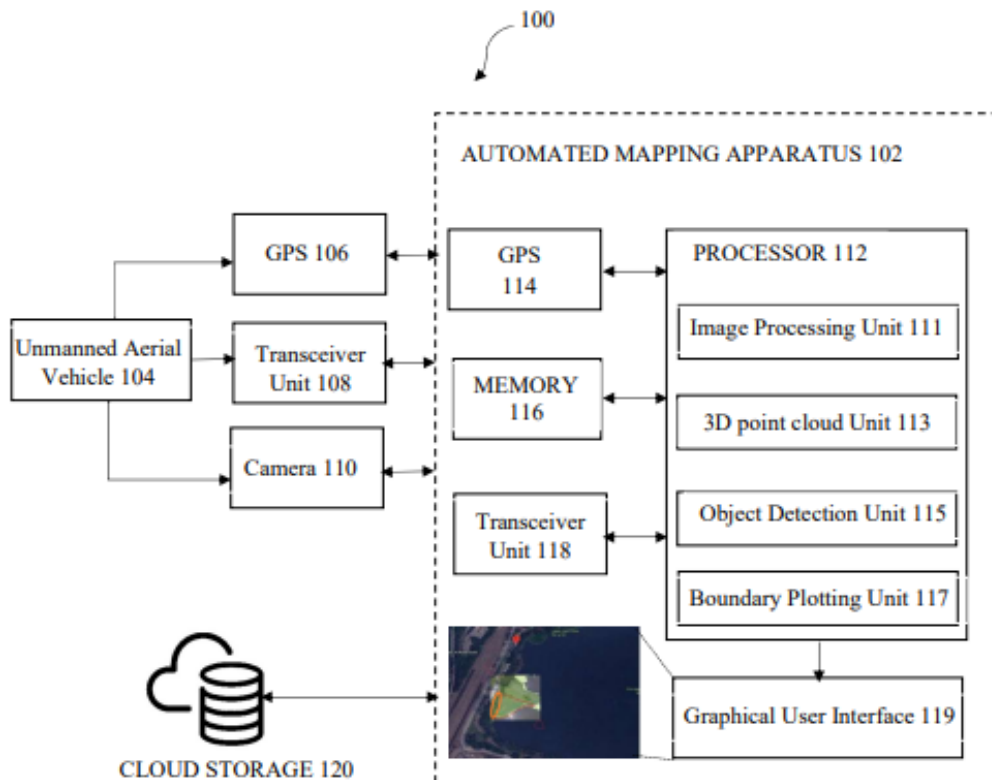 100
AUTOMATED MAPPING APPARATUS 102
GPS 106
GPS
114
PROCESSOR 112
Image Processing Unit 111
Unmanned Aerial
Vehicle 104
Transceiver
Unit 108
MEMORY
116
3D point cloud Unit 113
Camera 110
Transceiver
Unit 118
Object Detection Unit 115
Boundary Plotting Unit 117
Graphical User Interface 119
CLOUD STORAGE 120